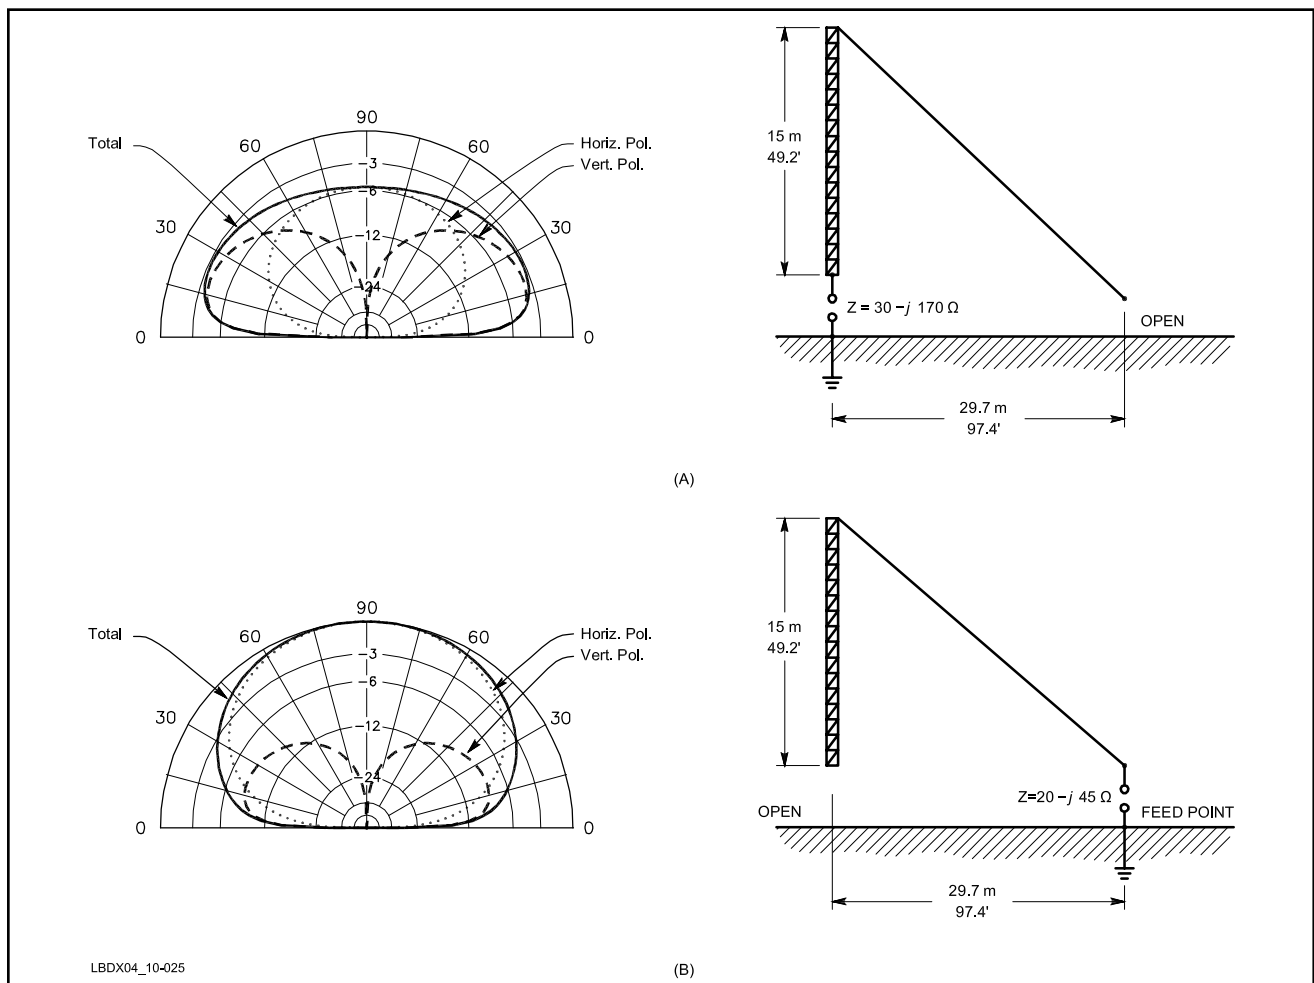 90
60
60
Total
Horiz. Pol.
Vert. Pol.
−3
−6
30
30
−12
−24
0
0
15 m
49.2'
Z = 30 −j 170 Ω
OPEN
29.7 m
97.4'
(A)
90
60
60
Total
Horiz. Pol.
Vert. Pol.
−3
−6
30
30
−12
−24
0
0
15 m
49.2'
Z=20 −j 45 Ω
OPEN
FEED POINT
29.7 m
97.4'
LBDX04_10-025
(B)